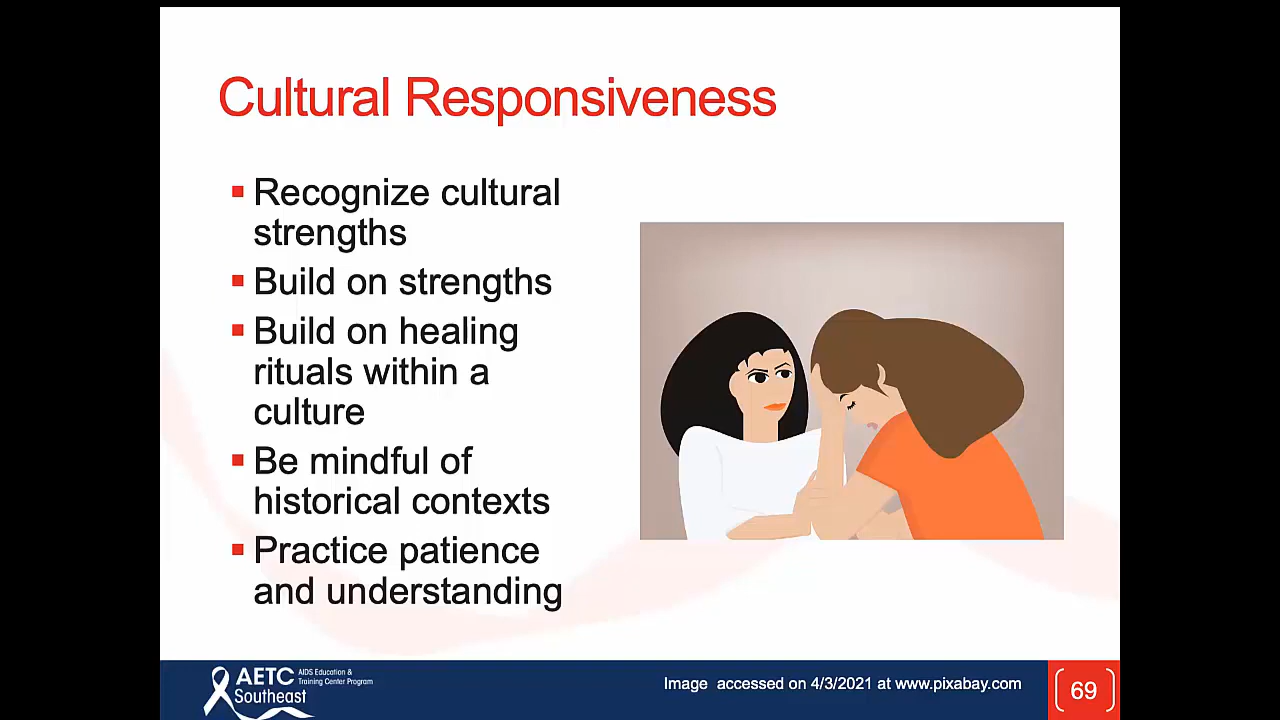 Cultural Responsiveness
Recognize cultural
strengths
Build on strengths
Build on healing
rituals within a
culture
Be mindful of
historical contexts
Practice patience
and understanding
AETC
AIDS Education &
Training Center Program
Southeast
Image accessed on 4/3/2021 at www.pixabay.com
69